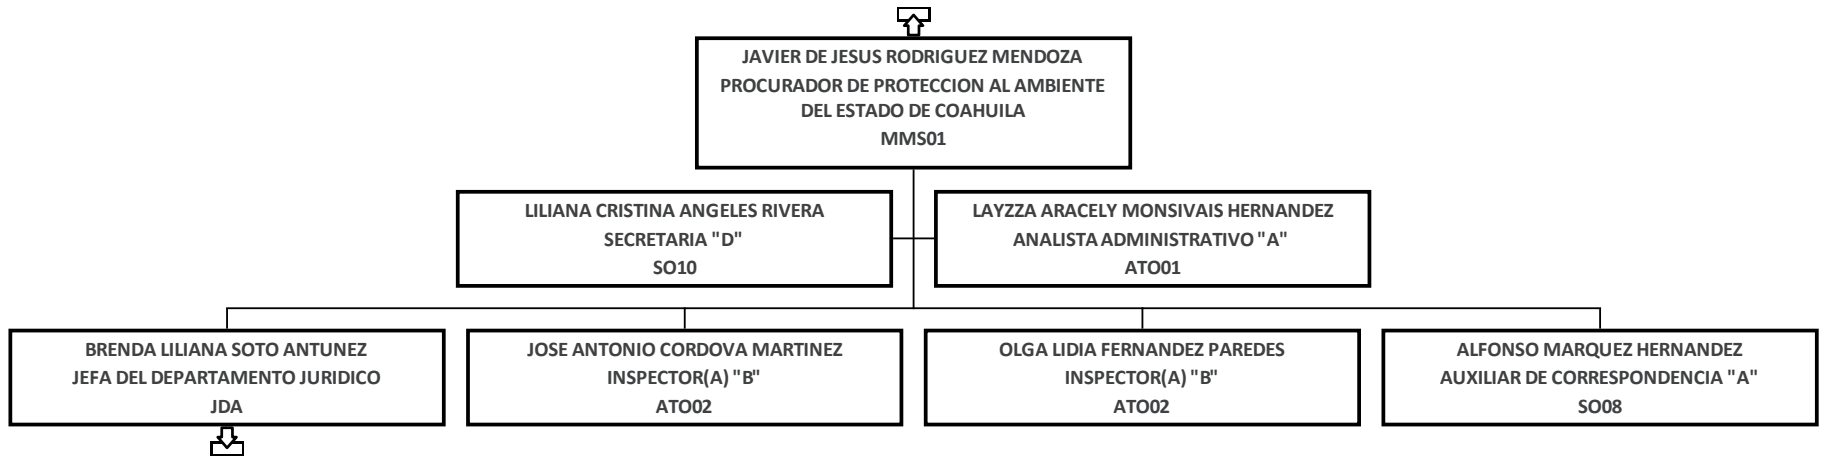 JAVIER DE JESUS RODRIGUEZ MENDOZA
PROCURADOR DE PROTECCION AL AMBIENTE
DEL ESTADO DE COAHUILA
MMS01
LILIANA CRISTINA ANGELES RIVERA
SECRETARIA "D"
SO10
LAYZZA ARACELY MONSIVAIS HERNANDEZ
ANALISTA ADMINISTRATIVO "A"
ATO01
BRENDA LILIANA SOTO ANTUNEZ
JEFA DEL DEPARTAMENTO JURIDICO
JDA
JOSE ANTONIO CORDOVA MARTINEZ
INSPECTOR(A) "B"
ATO02
OLGA LIDIA FERNANDEZ PAREDES
INSPECTOR(A) "B"
ATO02
ALFONSO MARQUEZ HERNANDEZ
AUXILIAR DE CORRESPONDENCIA "A"
SO08